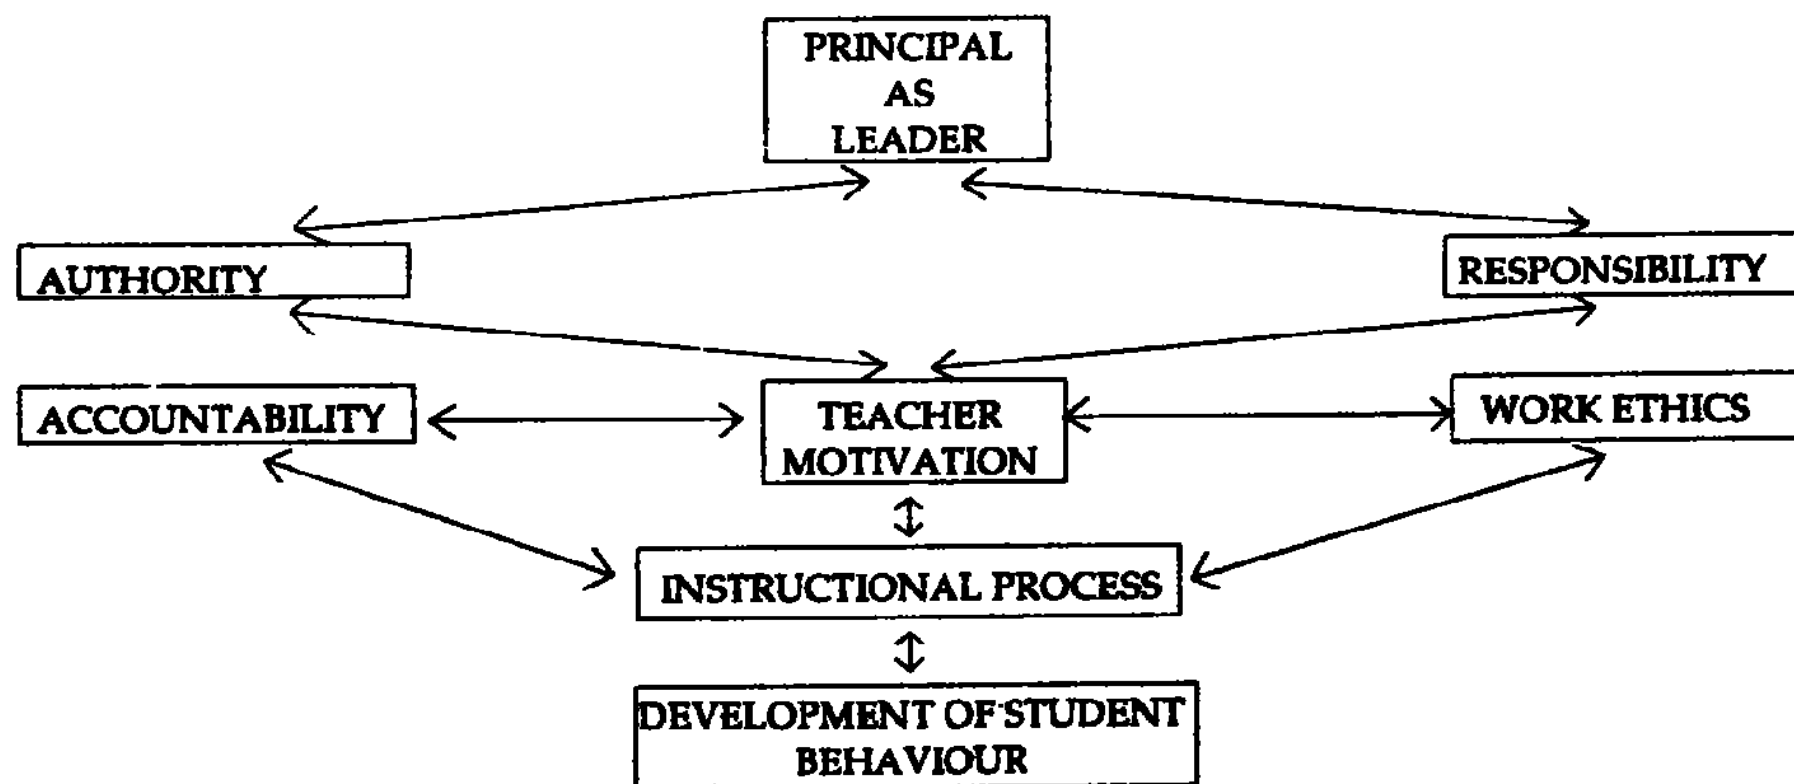 PRINCIPAL
AS
LEADER
AUTHORITY
RESPONSIBILITY
ACCOUNTABILITY
TEACHER
MOTIVATION
WORK ETHICS
INSTRUCTIONAL PROCESS
DEVELOPMENT OF STUDENT
BEHAVIOUR